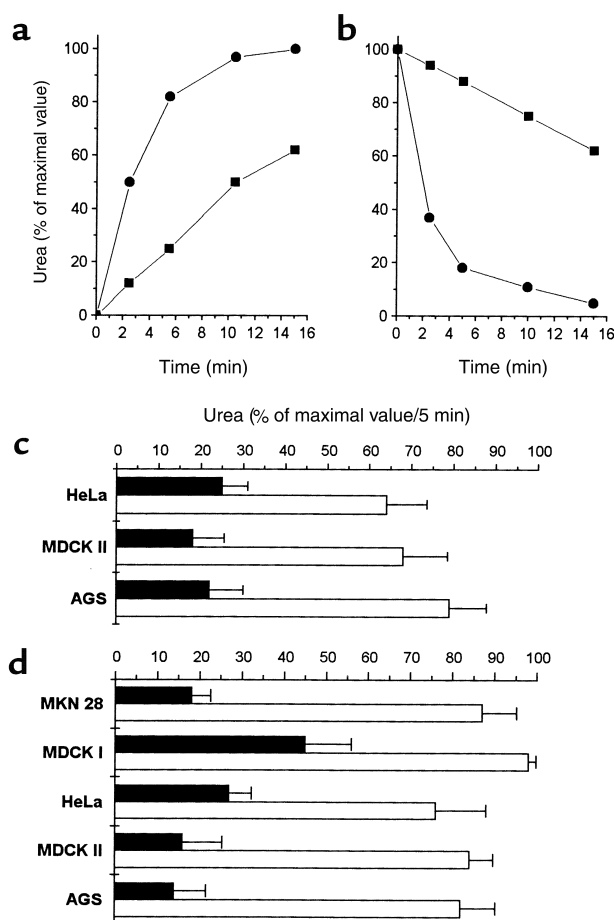 a
100
80
60
40
20
0
Urea (% of maximal value)
0 2 4 6 8 10 12 14 16
Time (min)
b
100
80
60
40
20
0
0 2 4 6 8 10 12 14 16
Time (min)
Urea (% of maximal value/5 min)
c
0 10 20 30 40 50 60 70 80 90 100
HeLa
MDCK II
AGS
d
0 10 20 30 40 50 60 70 80 90 100
MKN 28
MDCK I
HeLa
MDCK II
AGS